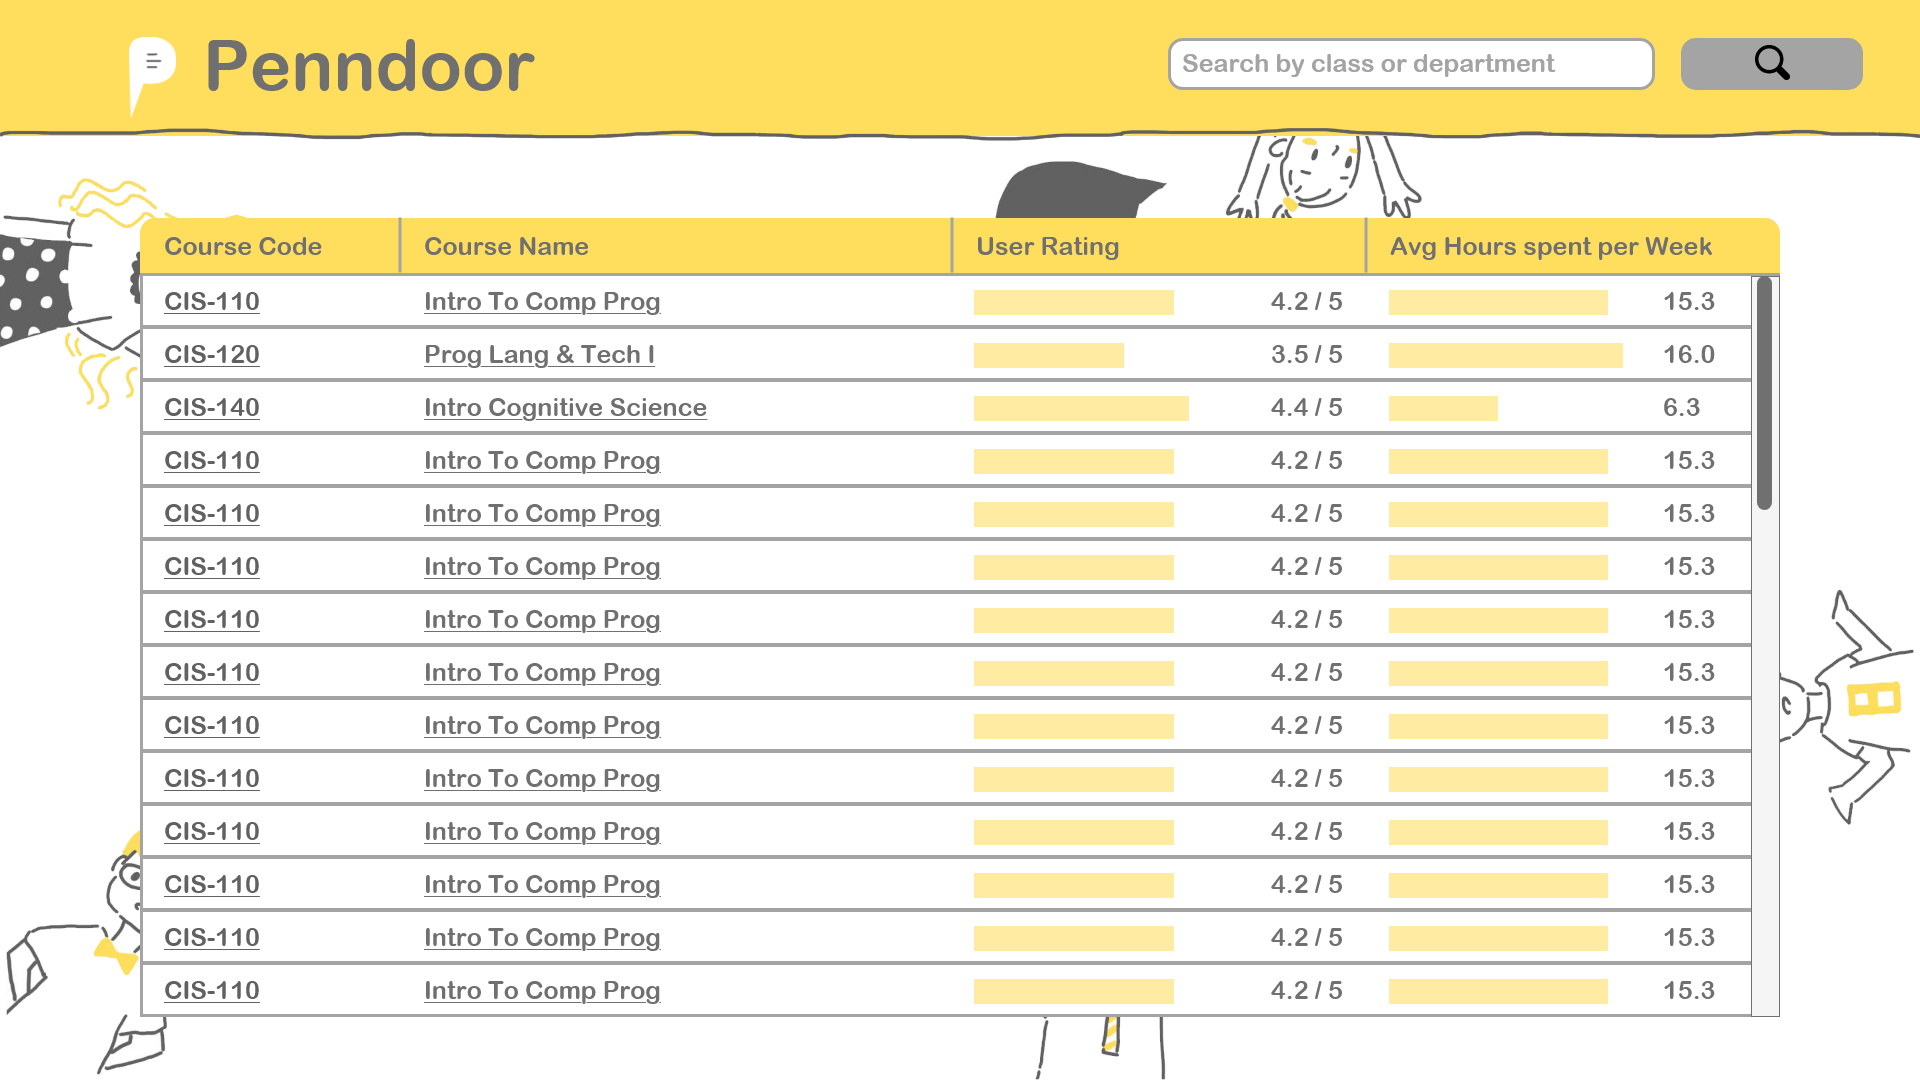 Penndoor
Search by class or department
Course Code Course Name User Rating Avg Hours spent per Week
CIS-110 Intro To Comp Prog 4.2 / 5 15.3
CIS-120 Prog Lang & Tech I 3.5 / 5 16.0
CIS-140 Intro Cognitive Science 4.4 / 5 6.3
CIS-110 Intro To Comp Prog 4.2 / 5 15.3
CIS-110 Intro To Comp Prog 4.2 / 5 15.3
CIS-110 Intro To Comp Prog 4.2 / 5 15.3
CIS-110 Intro To Comp Prog 4.2 / 5 15.3
CIS-110 Intro To Comp Prog 4.2 / 5 15.3
CIS-110 Intro To Comp Prog 4.2 / 5 15.3
CIS-110 Intro To Comp Prog 4.2 / 5 15.3
CIS-110 Intro To Comp Prog 4.2 / 5 15.3
CIS-110 Intro To Comp Prog 4.2 / 5 15.3
CIS-110 Intro To Comp Prog 4.2 / 5 15.3
CIS-110 Intro To Comp Prog 4.2 / 5 15.3